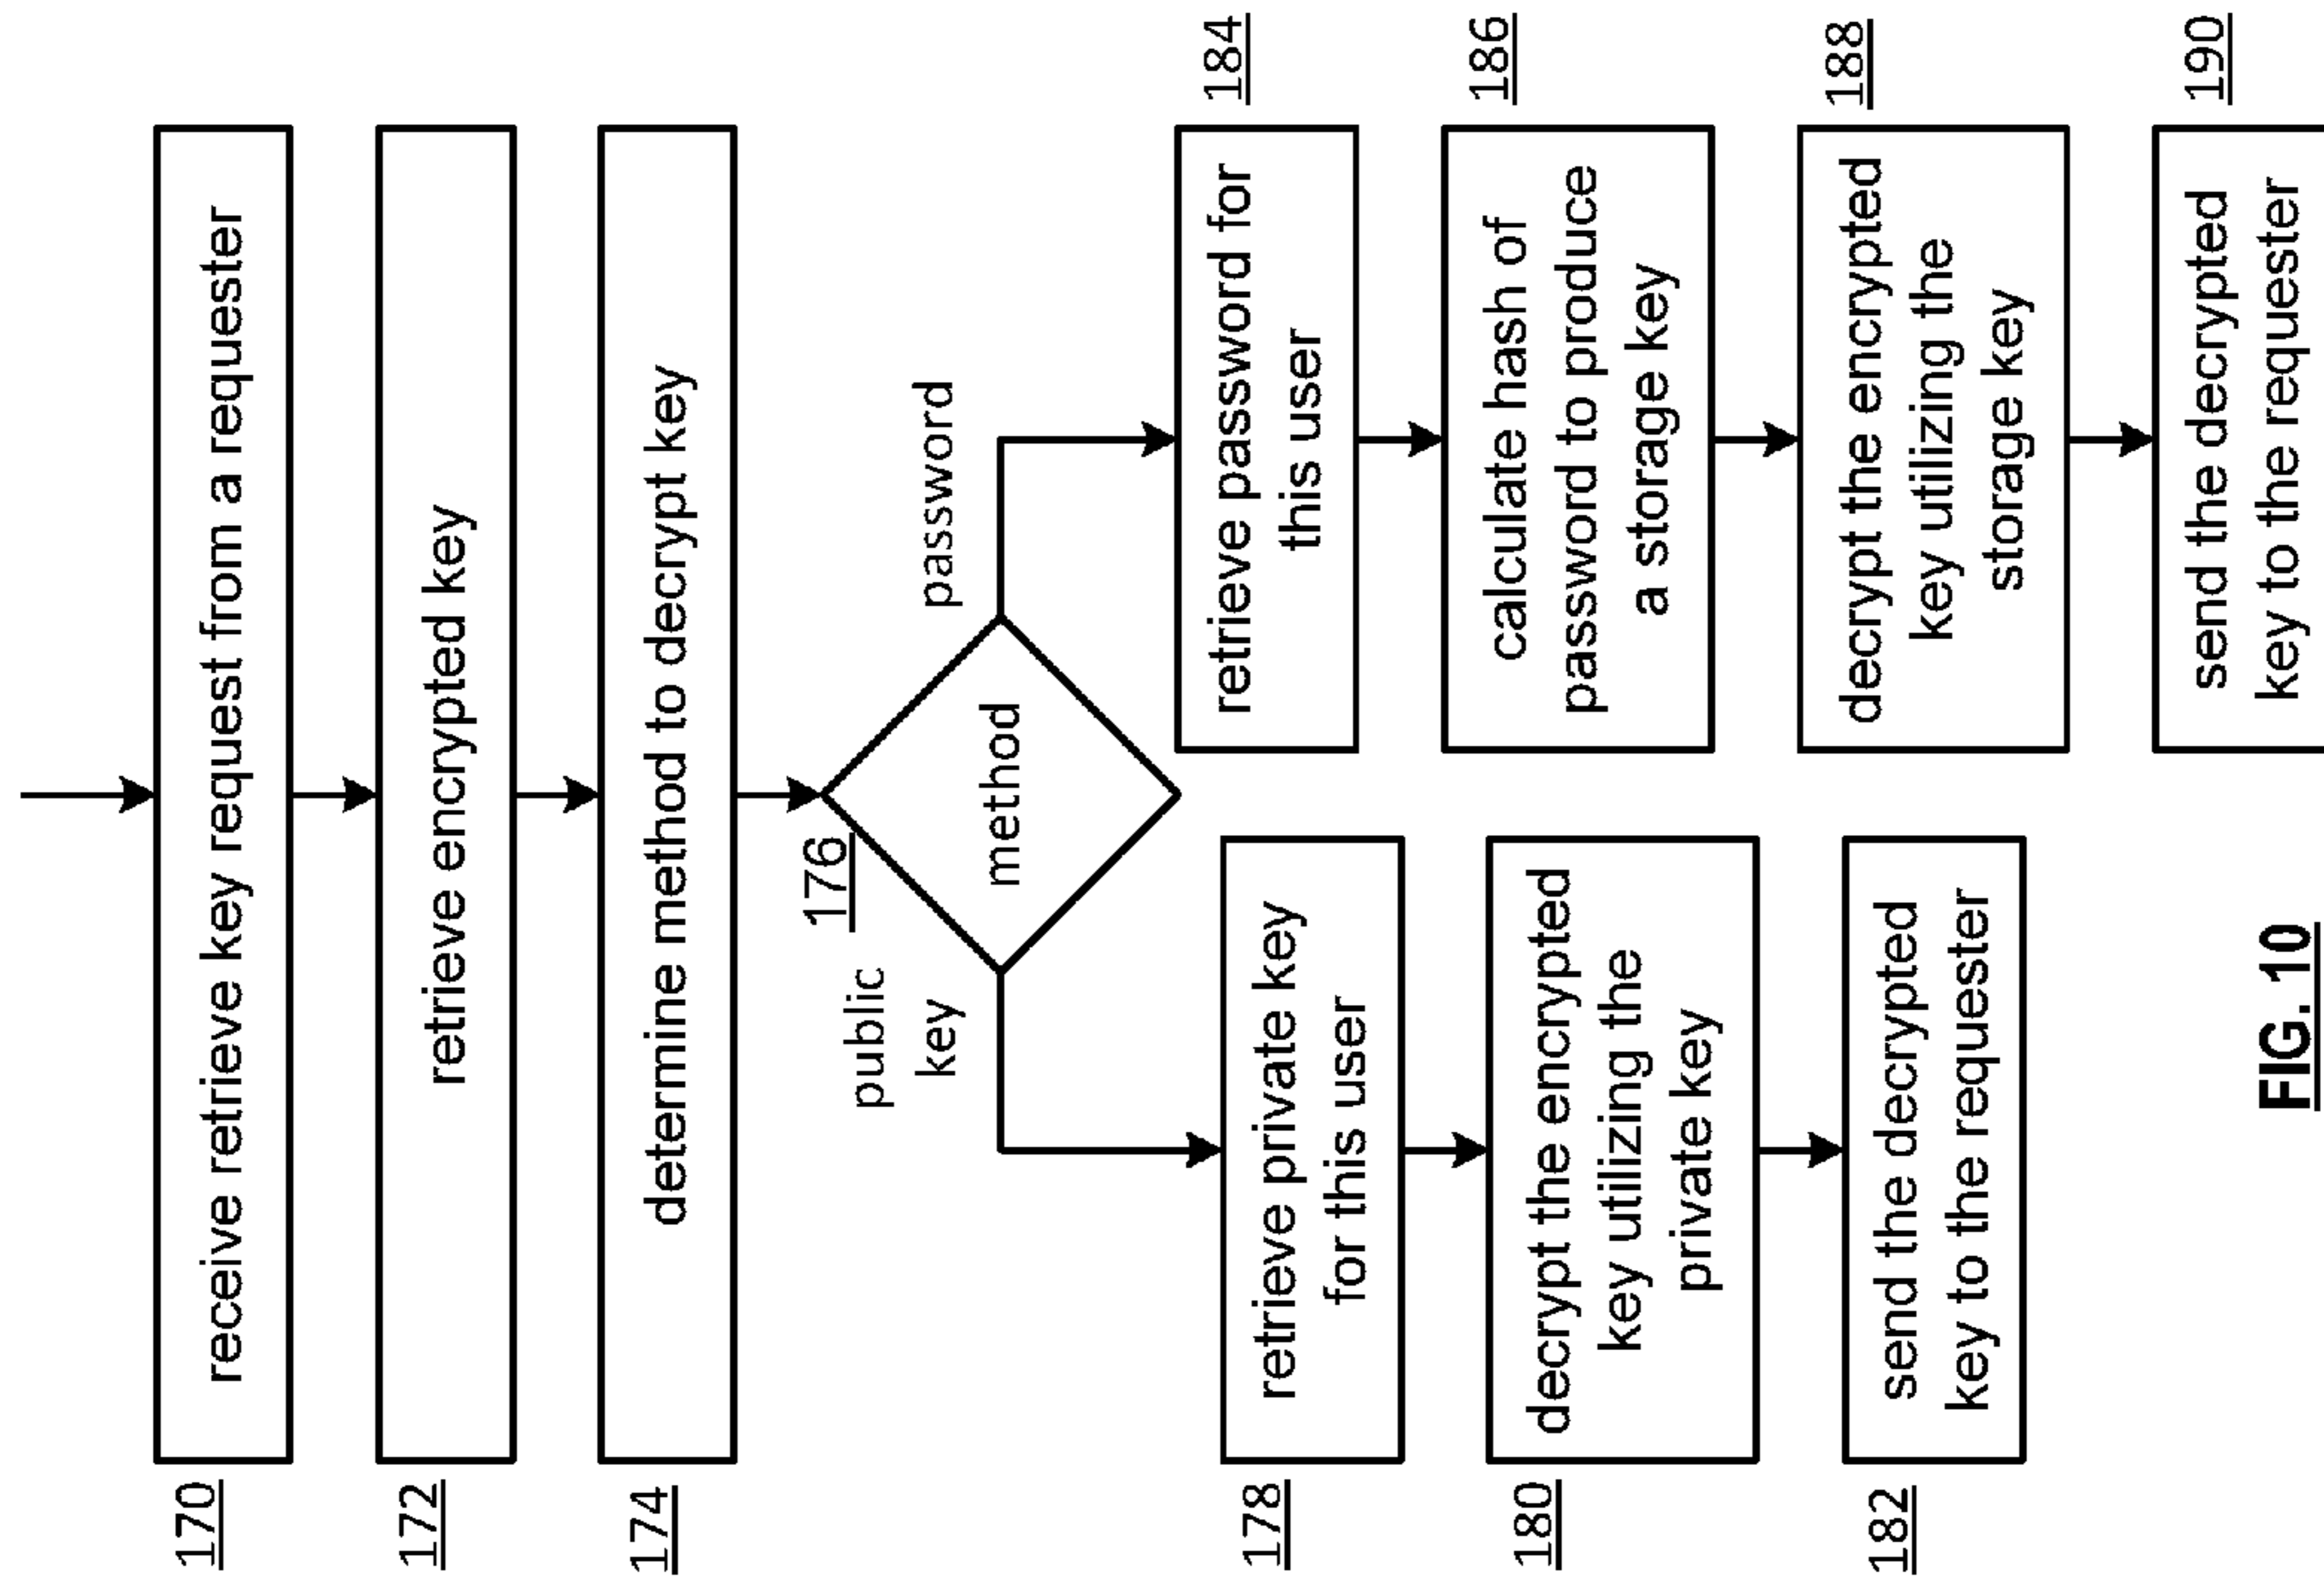 170
receive retrieve key request from a requester
172
retrieve encrypted key
174
determine method to decrypt key
176
method
public
key
password
178
retrieve private key
for this user
180
decrypt the encrypted
key utilizing the
private key
182
send the decrypted
key to the requester
184
retrieve password for
this user
186
calculate hash of
password to produce
a storage key
188
decrypt the encrypted
key utilizing the
storage key
190
send the decrypted
key to the requester
FIG. 10